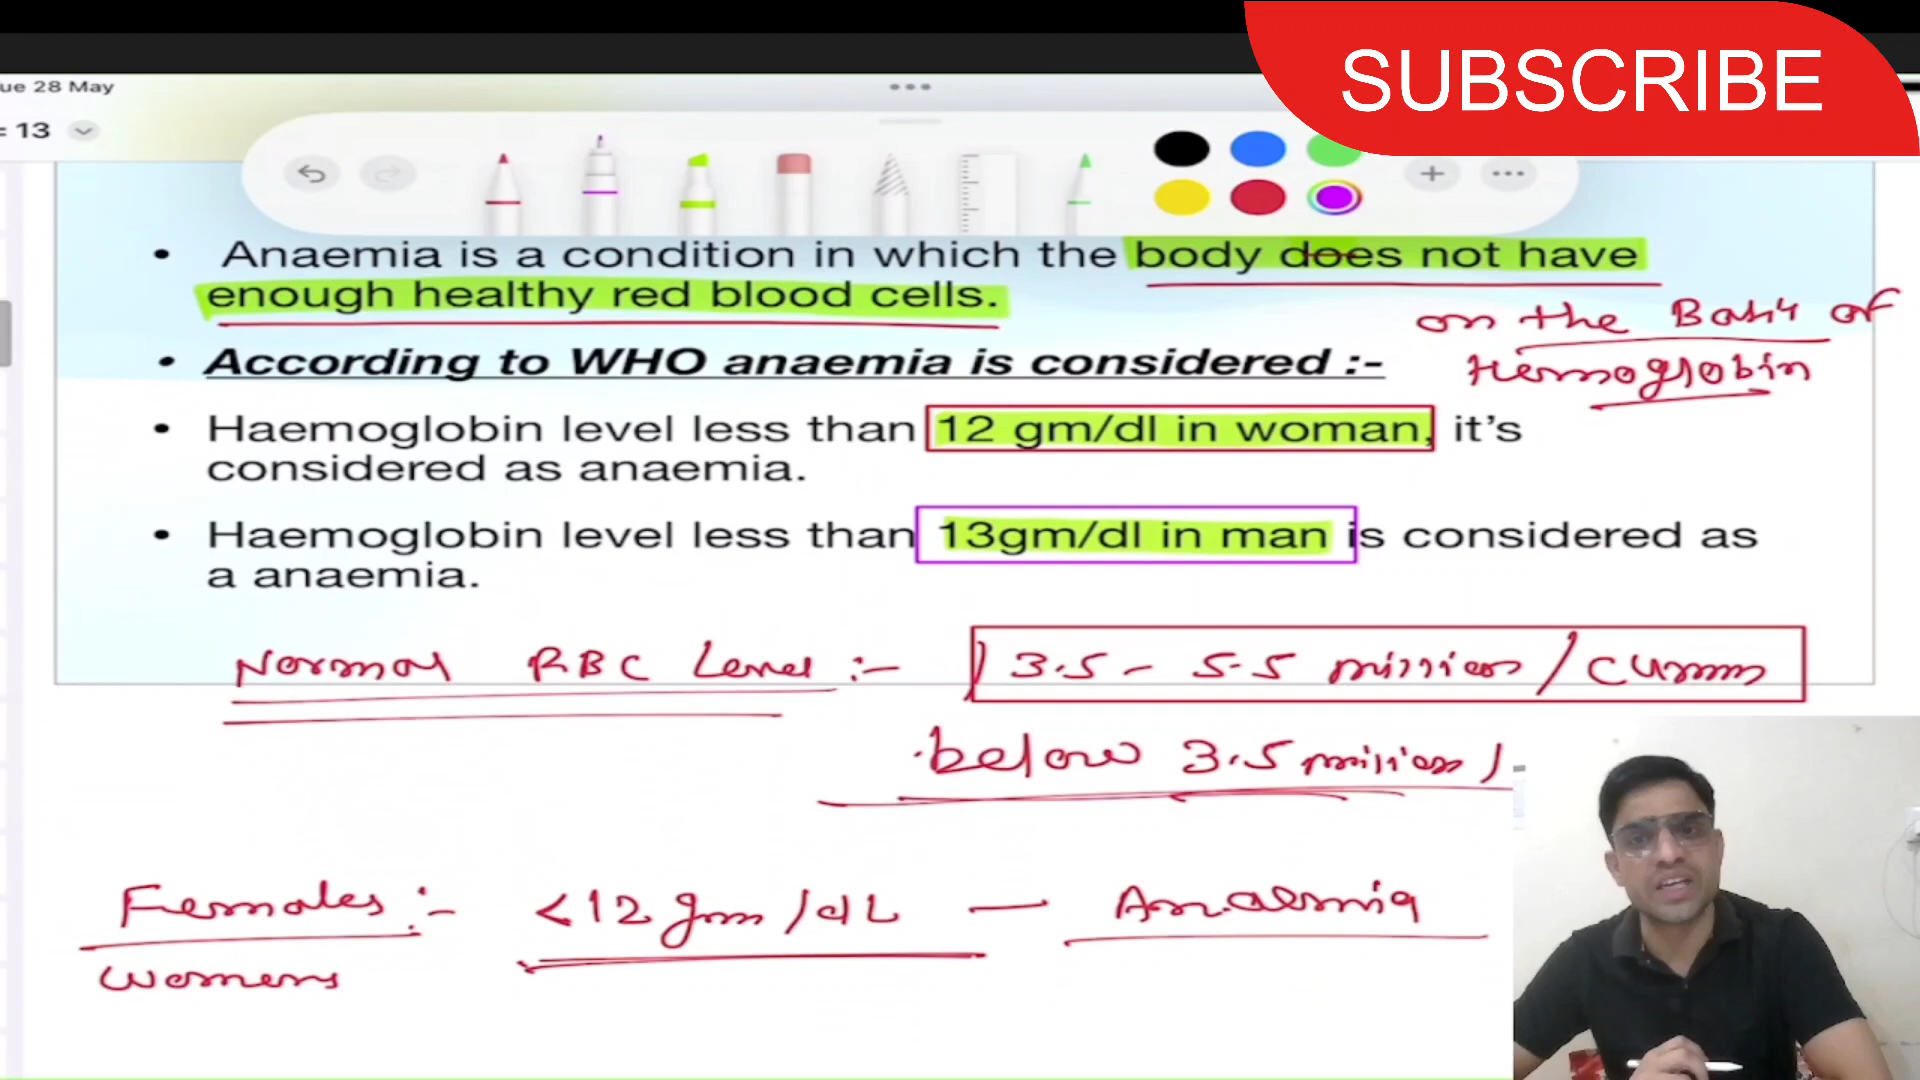 SUBSCRIBE
ue 28 May
= 13
• Anaemia is a condition in which the body does not have
enough healthy red blood cells.
on the Basis of
Hemoglobin
• According to WHO anaemia is considered :-
• Haemoglobin level less than 12 gm/dl in woman, it's
considered as anaemia.
• Haemoglobin level less than 13gm/dl in man is considered as
a anaemia.
Normal RBC Level :- 3.5 - 5.5 million / cumm
below 3.5 million /
Females :- <12 gm/dL — Anaemia
womens